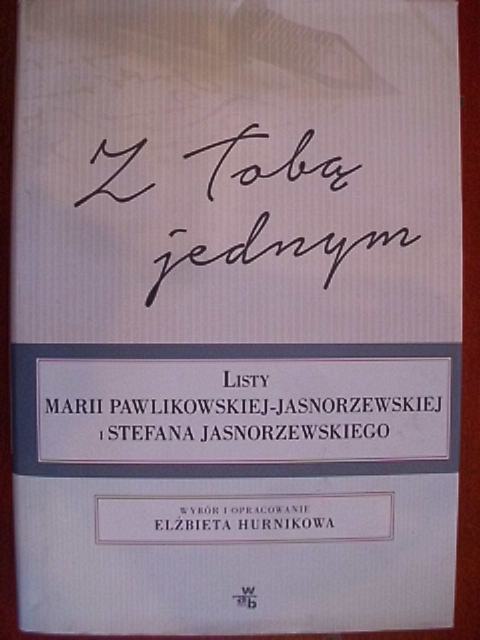 Z Tobą
jednym
LISTY
MARII PAWLIKOWSKIEJ-JASNORZEWSKIEJ
I STEFANA JASNORZEWSKIEGO
WYBÓR I OPRACOWANIE
ELŻBIETA HURNIKOWA
W
a b